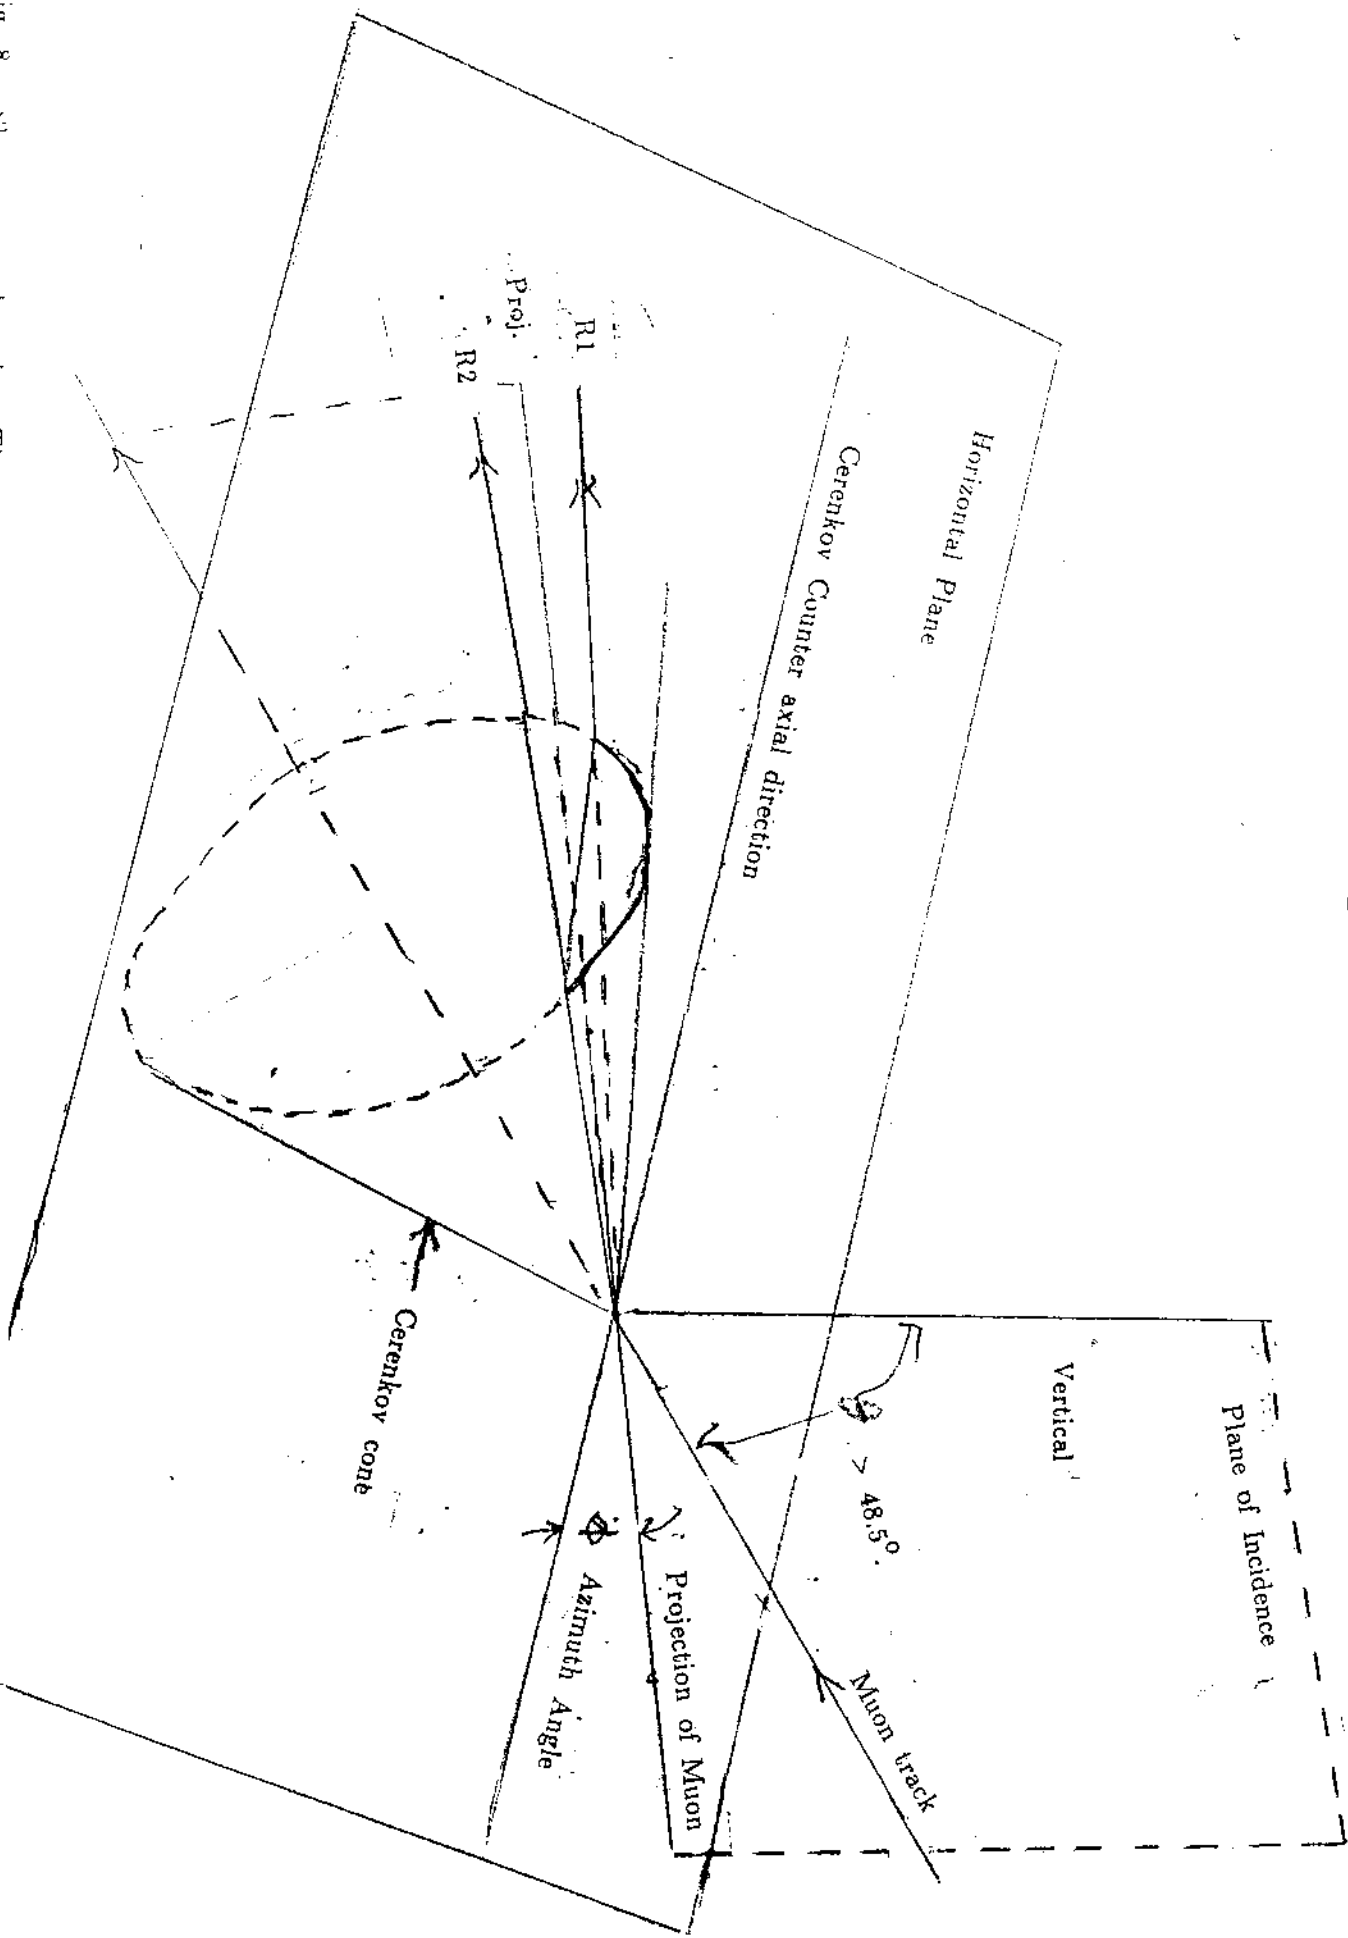 Plane of Incidence
Vertical
> 48.5°
Muon track
Horizontal Plane
Cerenkov Counter axial direction
Projection of Muon
Φ Azimuth Angle
R1
Proj.
R2
Cerenkov cone